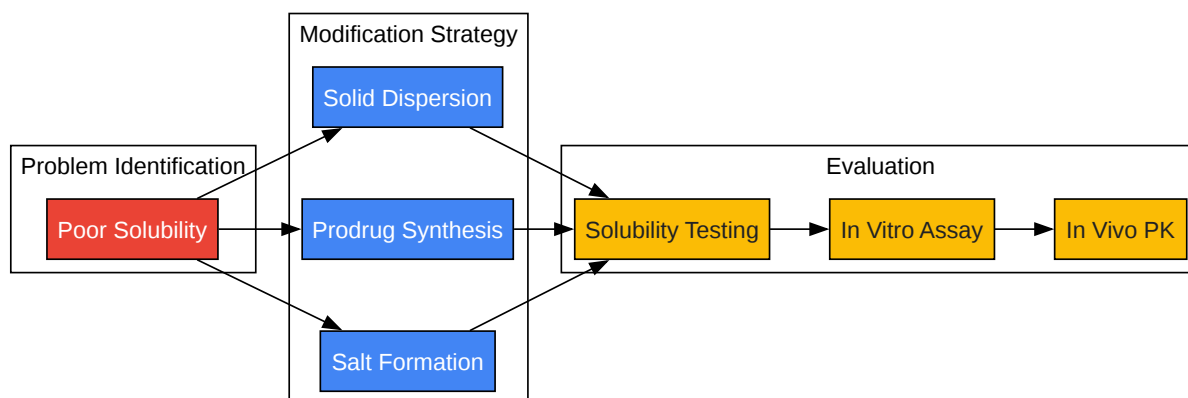 Problem Identification
Poor Solubility
Modification Strategy
Solid Dispersion
Prodrug Synthesis
Salt Formation
Evaluation
Solubility Testing
In Vitro Assay
In Vivo PK